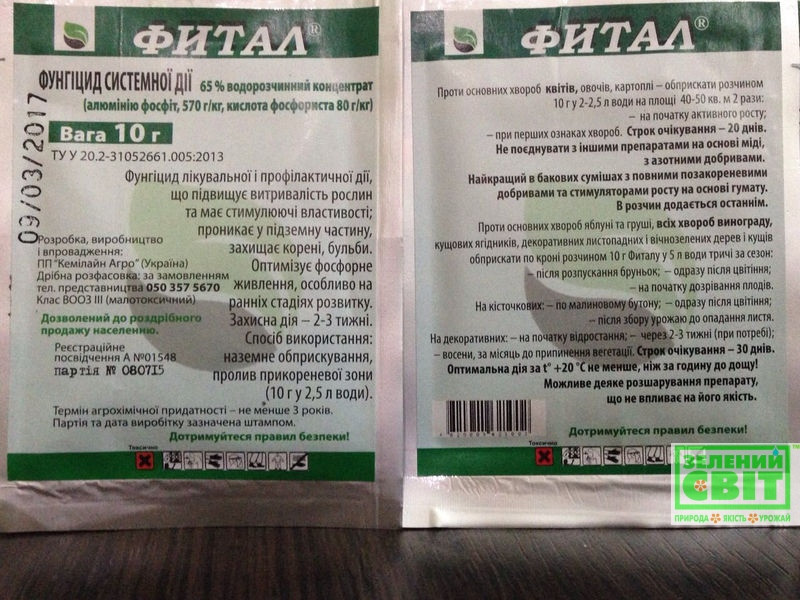 ФИТАЛ®
ФУНГІЦИД СИСТЕМНОЇ ДІЇ 65 % водорозчинний концентрат
(алюмінію фосфіт, 570 г/кг, кислота фосфориста 80 г/кг)
Вага 10 г
ТУ У 20.2-31052661.005:2013
09/03/2017
Фунгіцид лікувальної і профілактичної дії,
що підвищує витривалість рослин
та має стимулюючі властивості;
проникає у підземну частину,
захищає корені, бульби.
Оптимізує фосфорне
живлення, особливо на
ранніх стадіях розвитку.
Захисна дія – 2-3 тижні.
Спосіб використання:
наземне обприскування,
пролив прикореневої зони
(10 г у 2,5 л води).
Розробка, виробництво
і впровадження:
ПП "Кемілайн Агро" (Україна)
Дрібна розфасовка: за замовленням
тел. представництва 050 357 5670
Клас ВООЗ III (малотоксичний)
Дозволений до роздрібного
продажу населенню.
Реєстраційне
посвідчення А №01548
партія № 080715
Термін агрохімічної придатності – не менше 3 років.
Партія та дата виробітку зазначена штампом.
Дотримуйтеся правил безпеки!
Токсично
ФИТАЛ®
Проти основних хвороб квітів, овочів, картоплі – обприскати розчином
10 г у 2-2,5 л води на площі 40-50 кв. м 2 рази:
– на початку активного росту;
– при перших ознаках хвороб. Строк очікування – 20 днів.
Не поєднувати з іншими препаратами на основі міді,
з азотними добривами.
Найкращий в бакових сумішах з повними позакореневими
добривами та стимуляторами росту на основі гумату.
В розчин додається останнім.
Проти основних хвороб яблуні та груші, всіх хвороб винограду,
кущових ягідників, декоративних листопадних і вічнозелених дерев і кущів
обприскати по кроні розчином 10 г Фиталу у 5 л води тричі за сезон:
– після розпускання бруньок; – одразу після цвітіння;
– на початку дозрівання плодів.
На кісточкових: – по малиновому бутону; – одразу після цвітіння;
– після збору урожаю до опадання листя.
На декоративних: – на початку відростання; – через 2-3 тижні (при потребі);
– восени, за місяць до припинення вегетації. Строк очікування – 30 днів.
Оптимальна дія за t° +20 °С не менше, ніж за годину до дощу!
Можливе деяке розшарування препарату,
що не впливає на його якість.
Дотримуйтеся правил безпеки!
Токсично
ЗЕЛЕНИЙ
СВІТ
ПРИРОДА ЯКІСТЬ УРОЖАЙ